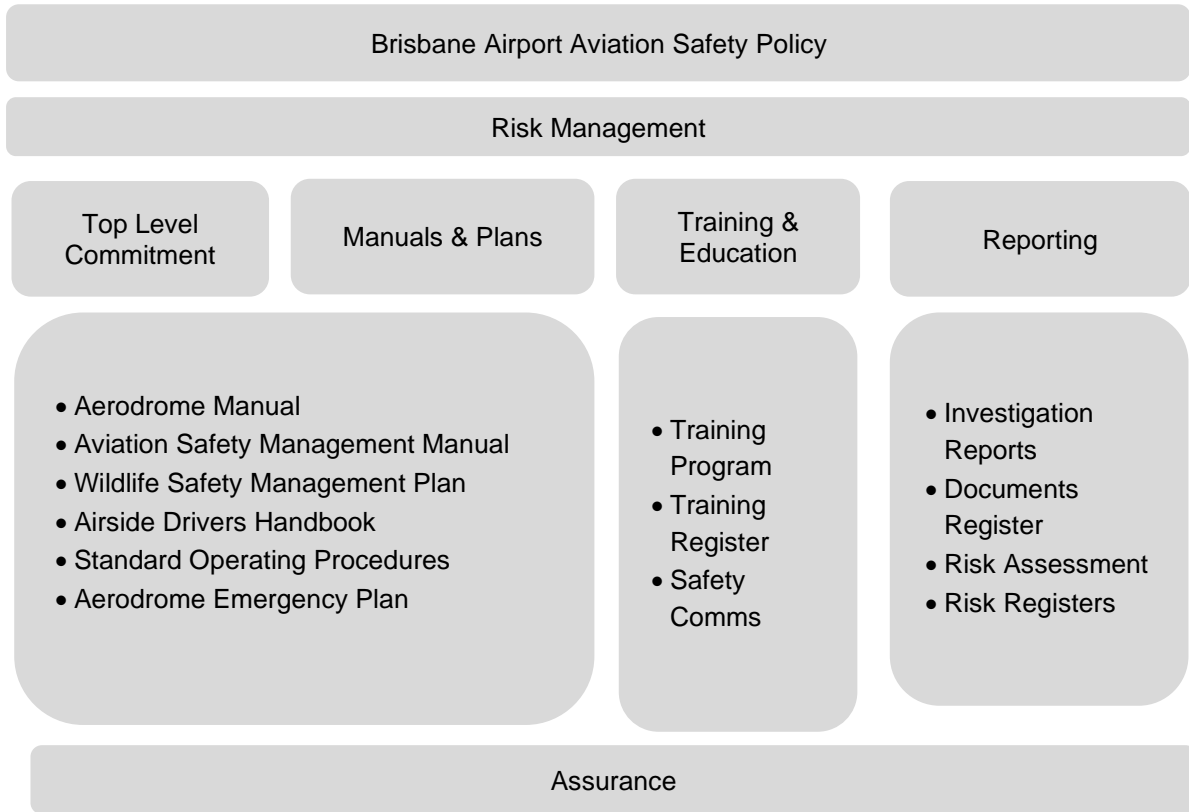 Brisbane Airport Aviation Safety Policy
Risk Management
Top Level
Commitment
Manuals & Plans
Training &
Education
Reporting
• Aerodrome Manual
• Aviation Safety Management Manual
• Wildlife Safety Management Plan
• Airside Drivers Handbook
• Standard Operating Procedures
• Aerodrome Emergency Plan
• Training
Program
• Training
Register
• Safety
Comms
• Investigation
Reports
• Documents
Register
• Risk Assessment
• Risk Registers
Assurance